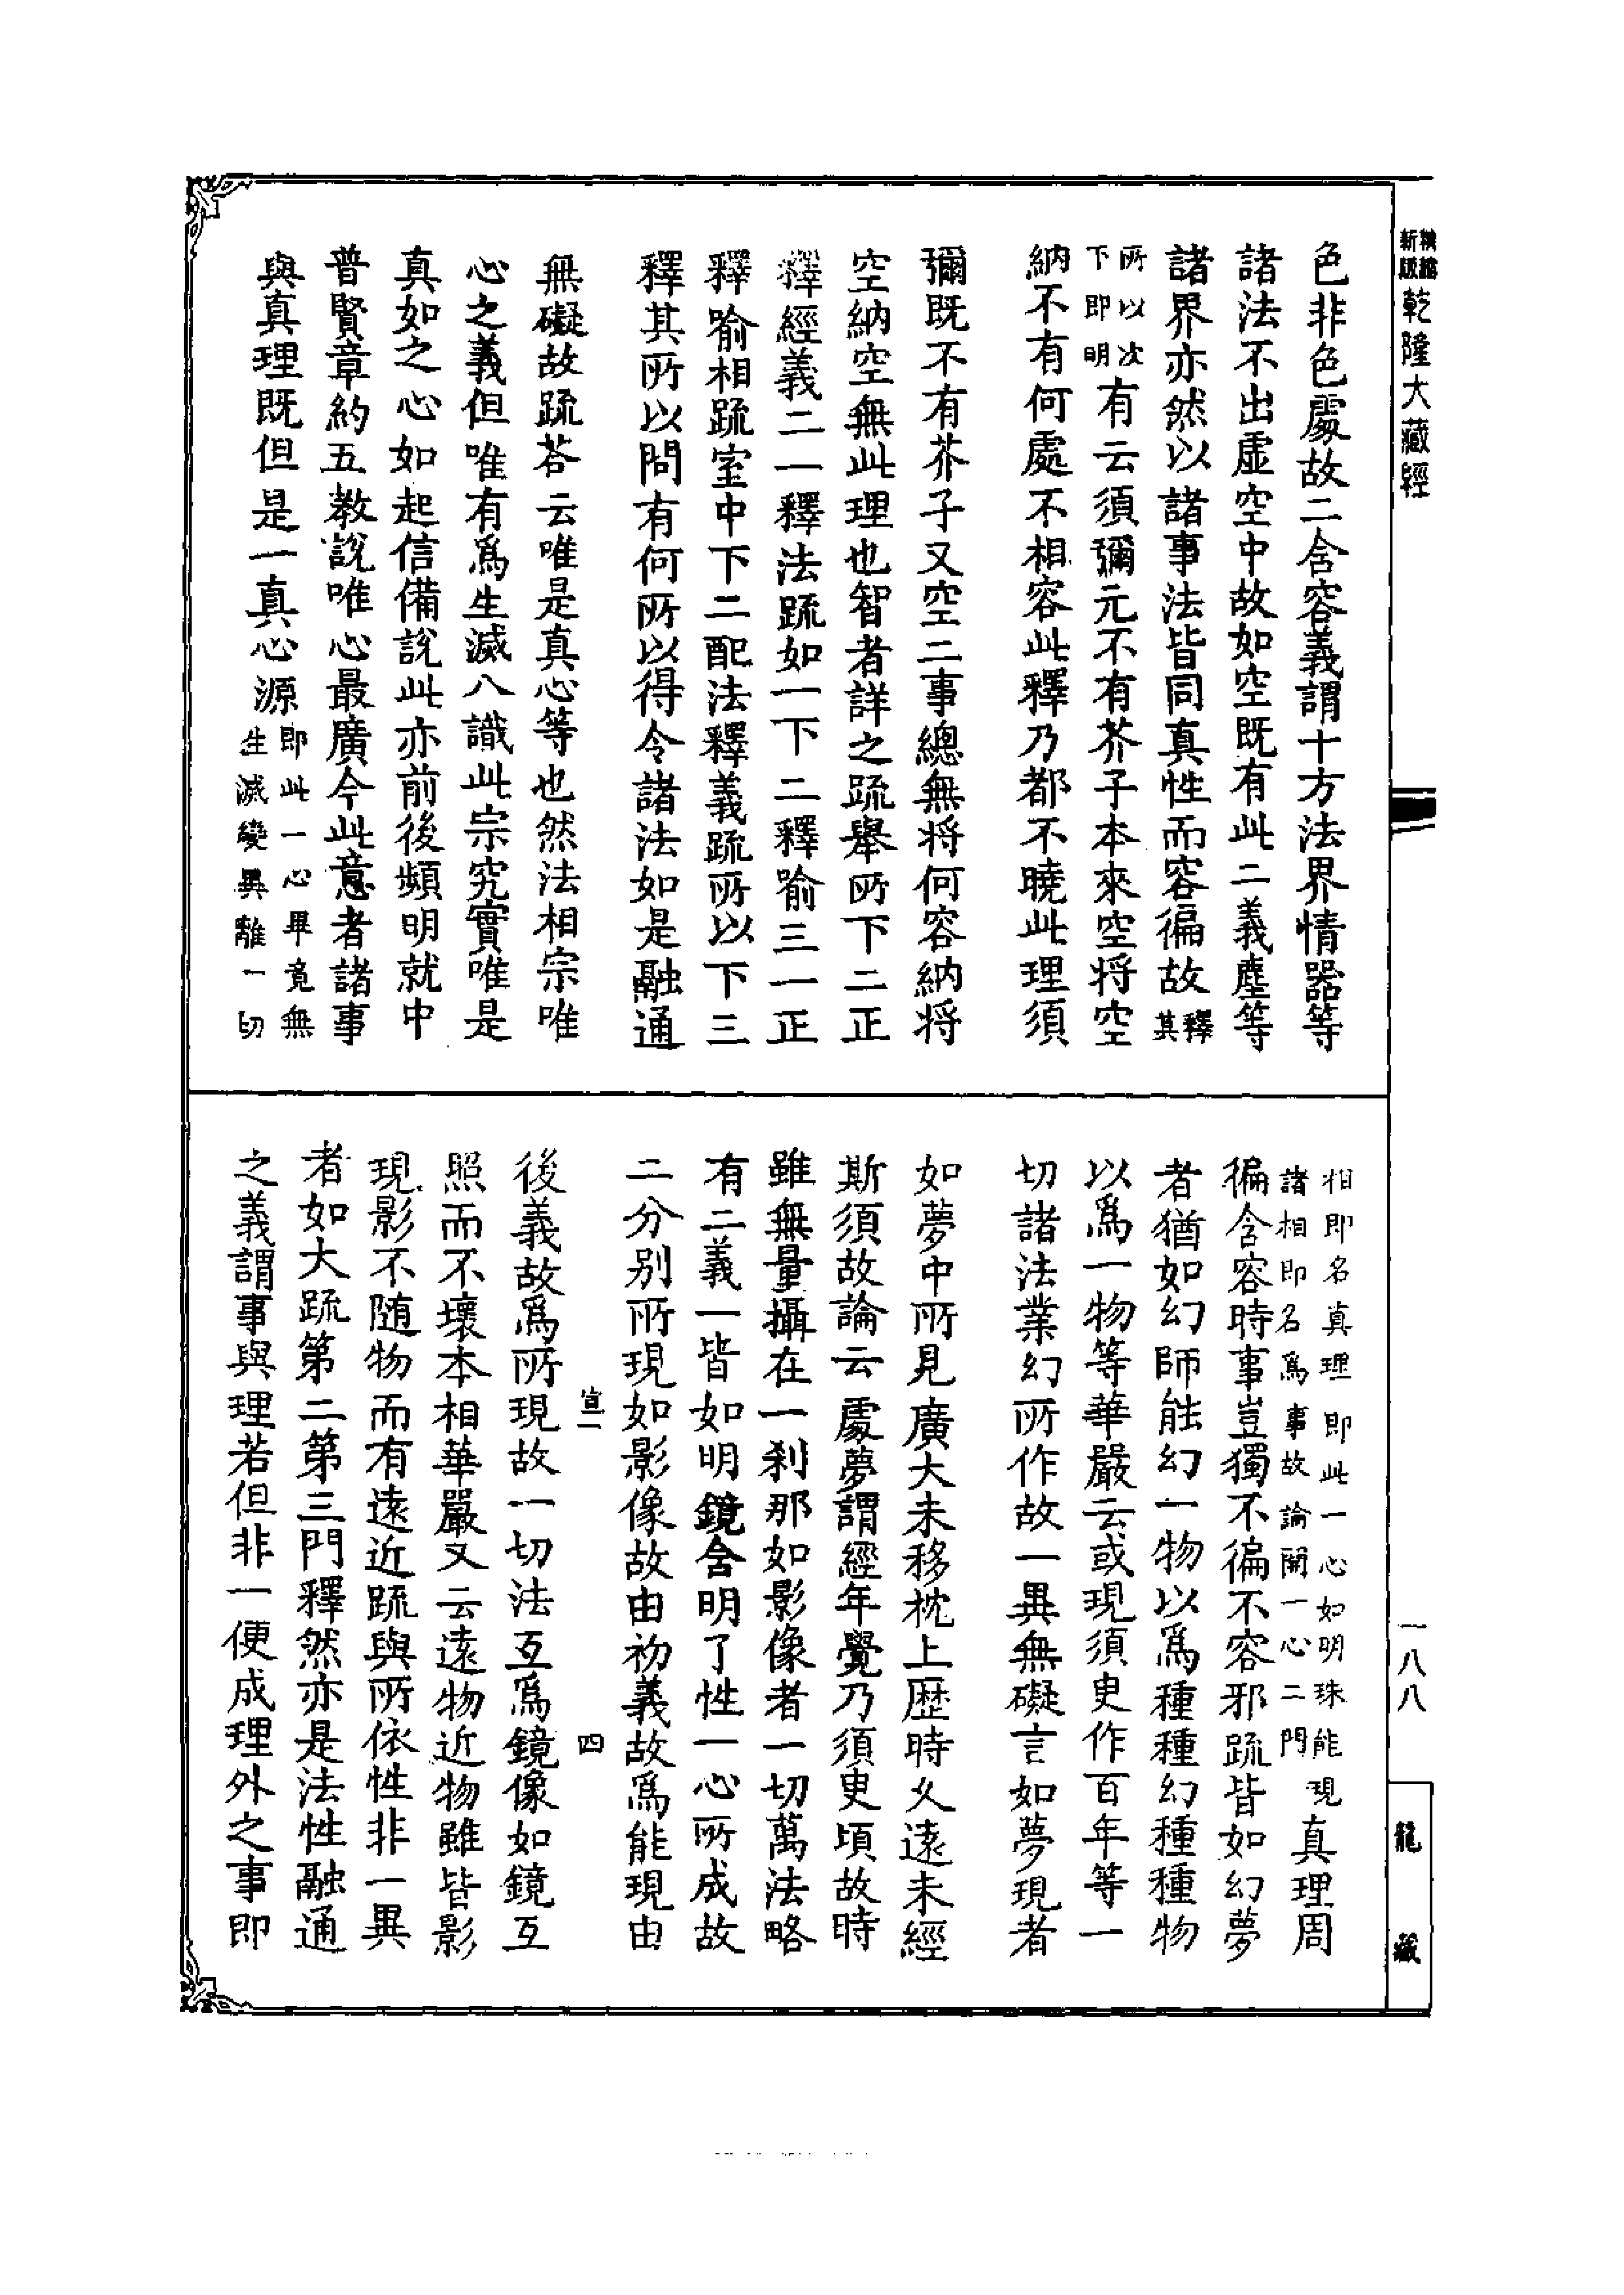 新版
精縮
乾隆大藏經
色非色處故二含容義謂十方法界情器等
諸法不出虛空中故如空既有此二義塵等
諸界亦然以諸事法皆同真性而容徧故釋其
所以次下即明有云須彌元不有芥子本來空將空
納不有何處不相容此釋乃都不曉此理須
彌既不有芥子又空二事總無將何容納將
空納空無此理也智者詳之疏舉所下二正
釋經義二一釋法疏如一下二釋喻三一正
釋喻相疏室中下二配法釋義疏所以下三
釋其所以問有何所以得令諸法如是融通
無礙故疏荅云唯是真心等也然法相宗唯
心之義但唯有爲生滅八識此宗究實唯是
真如之心如起信備說此亦前後頻明就中
普賢章約五教說唯心最廣今此意者諸事
與真理既但是一真心源即此一心畢竟無
生滅變異離一切
相即名真理即此一心如明珠能現
諸相即名爲事故論開一心二門真理周
徧含容時事豈獨不徧不容邪疏皆如幻夢
者猶如幻師能幻一物以爲種種幻種種物
以爲一物等華嚴云或現須臾作百年等一
切諸法業幻所作故一異無礙言如夢現者
如夢中所見廣大未移枕上歷時久遠未經
斯須故論云處夢謂經年覺乃須臾頃故時
雖無量攝在一刹那如影像者一切萬法略
有二義一皆如明鏡含明了性一心所成故
二分別所現如影像故由初義故爲能現由
宣二 四
後義故爲所現故一切法互爲鏡像如鏡互
照而不壞本相華嚴又云遠物近物雖皆影
現影不隨物而有遠近疏與所依性非一異
者如大疏第二第三門釋然亦是法性融通
之義謂事與理若但非一便成理外之事即
一八八
龍藏